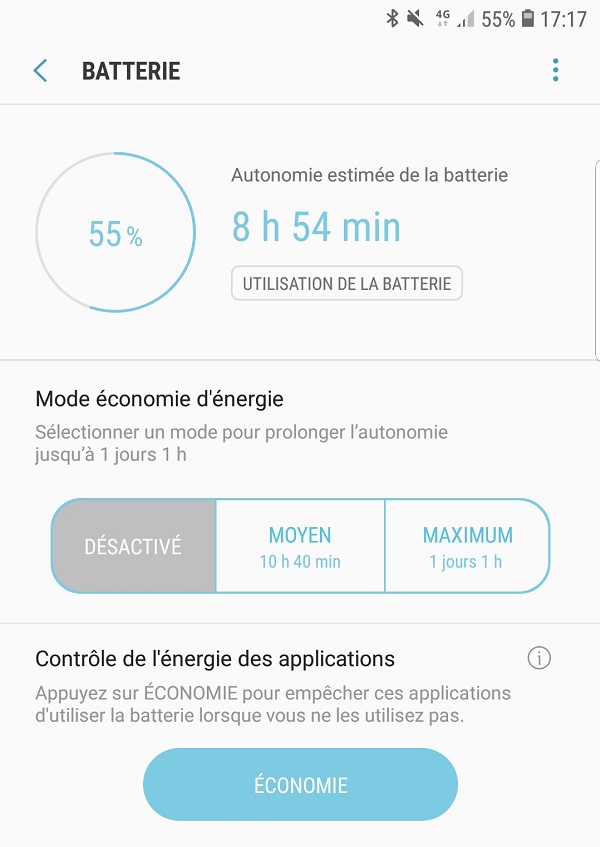 4G 55% 17:17
BATTERIE
55 %
Autonomie estimée de la batterie
8 h 54 min
UTILISATION DE LA BATTERIE
Mode économie d'énergie
Sélectionner un mode pour prolonger l’autonomie
jusqu’à 1 jours 1 h
DÉSACTIVÉ
MOYEN
10 h 40 min
MAXIMUM
1 jours 1 h
Contrôle de l'énergie des applications
Appuyez sur ÉCONOMIE pour empêcher ces applications
d'utiliser la batterie lorsque vous ne les utilisez pas.
ÉCONOMIE